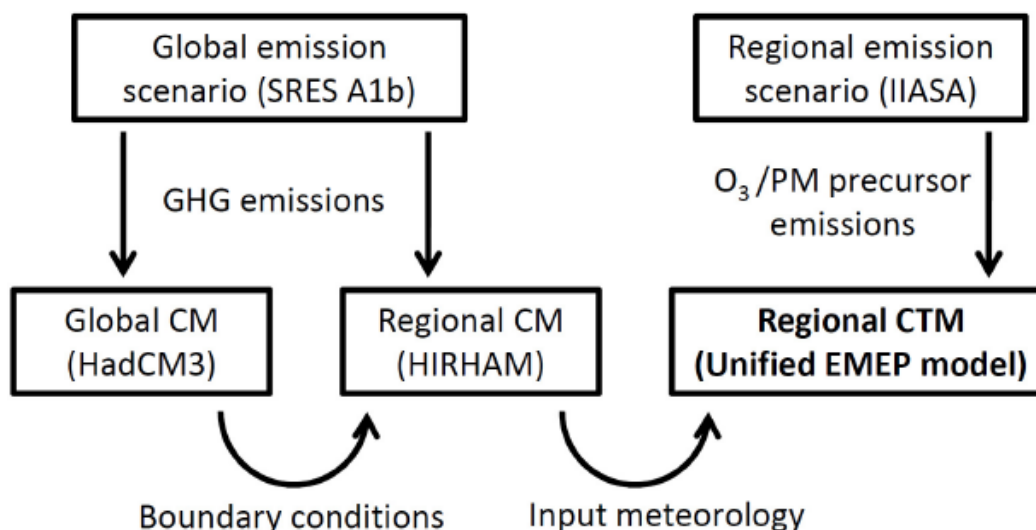 Global emission
scenario (SRES A1b)
Regional emission
scenario (IIASA)
GHG emissions
O₃/PM precursor
emissions
Global CM
(HadCM3)
Regional CM
(HIRHAM)
Regional CTM
(Unified EMEP model)
Boundary conditions
Input meteorology